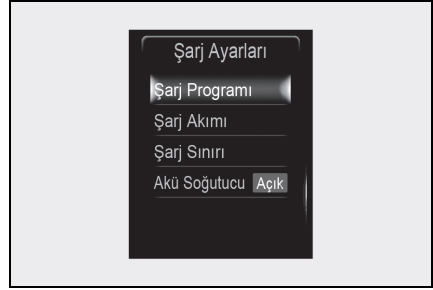 Şarj Ayarları
Şarj Programı
Şarj Akımı
Şarj Sınırı
Akü Soğutucu Açık